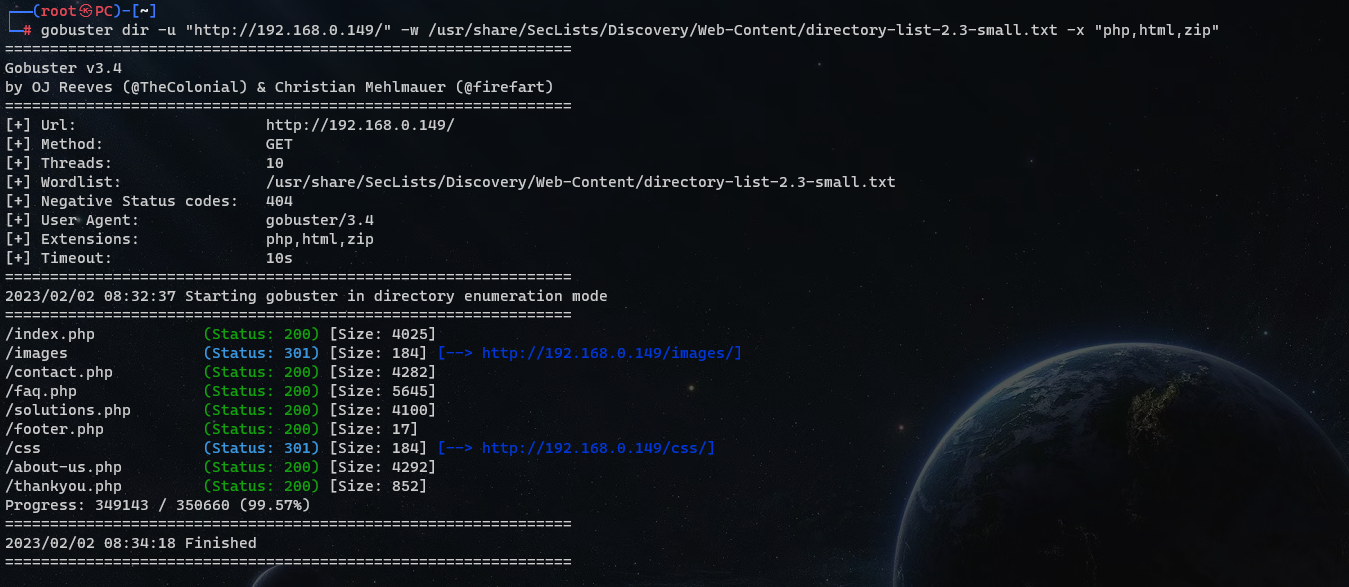 ┌──(root㉿PC)-[~]
└─# gobuster dir -u "http://192.168.0.149/" -w /usr/share/SecLists/Discovery/Web-Content/directory-list-2.3-small.txt -x "php,html,zip"
===============================================================
Gobuster v3.4
by OJ Reeves (@TheColonial) & Christian Mehlmauer (@firefart)
===============================================================
[+] Url:                     http://192.168.0.149/
[+] Method:                  GET
[+] Threads:                 10
[+] Wordlist:                /usr/share/SecLists/Discovery/Web-Content/directory-list-2.3-small.txt
[+] Negative Status codes:   404
[+] User Agent:              gobuster/3.4
[+] Extensions:              php,html,zip
[+] Timeout:                 10s
===============================================================
2023/02/02 08:32:37 Starting gobuster in directory enumeration mode
===============================================================
/index.php            (Status: 200) [Size: 4025]
/images               (Status: 301) [Size: 184] [--> http://192.168.0.149/images/]
/contact.php          (Status: 200) [Size: 4282]
/faq.php              (Status: 200) [Size: 5645]
/solutions.php        (Status: 200) [Size: 4100]
/footer.php           (Status: 200) [Size: 17]
/css                  (Status: 301) [Size: 184] [--> http://192.168.0.149/css/]
/about-us.php         (Status: 200) [Size: 4292]
/thankyou.php         (Status: 200) [Size: 852]
Progress: 349143 / 350660 (99.57%)
===============================================================
2023/02/02 08:34:18 Finished
===============================================================